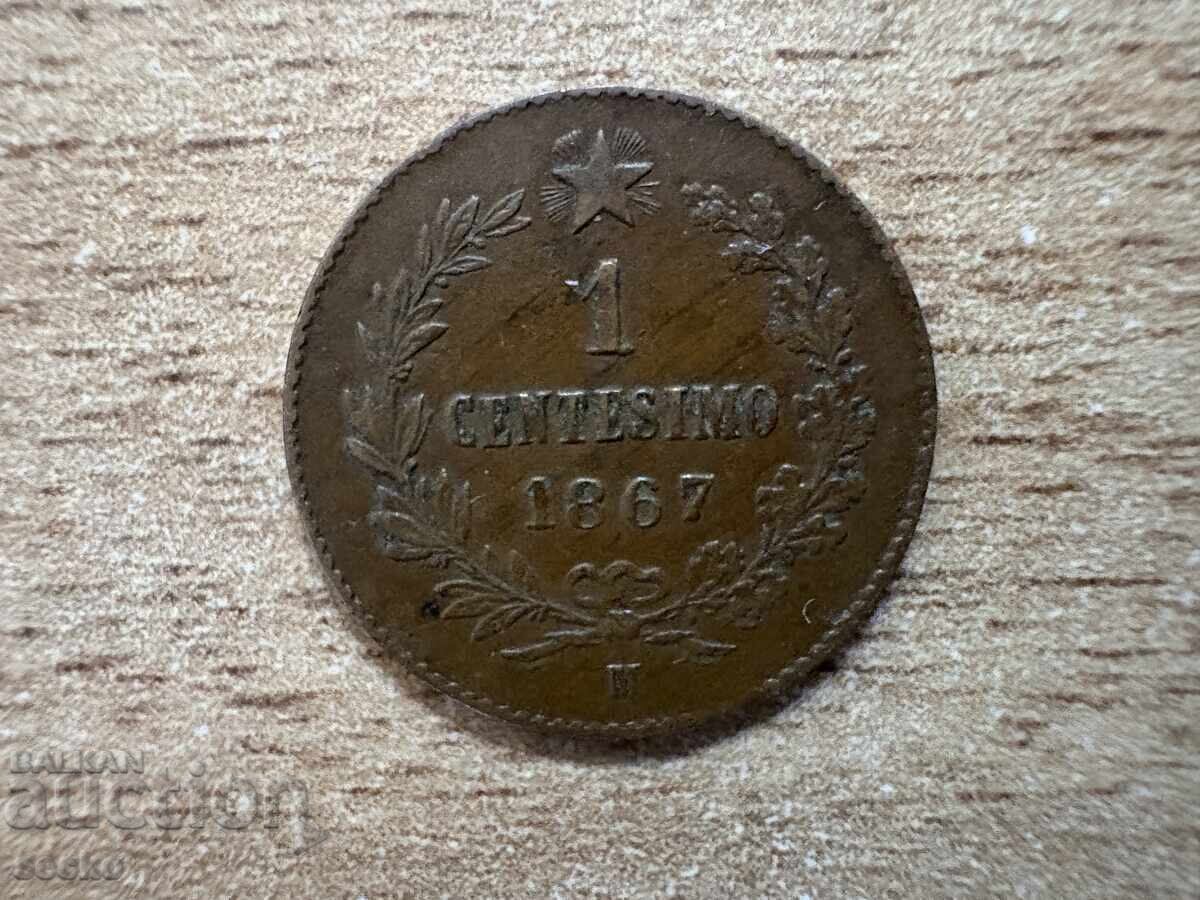 1
CENTESIMO
1867
M
BALKAN
auction
secko